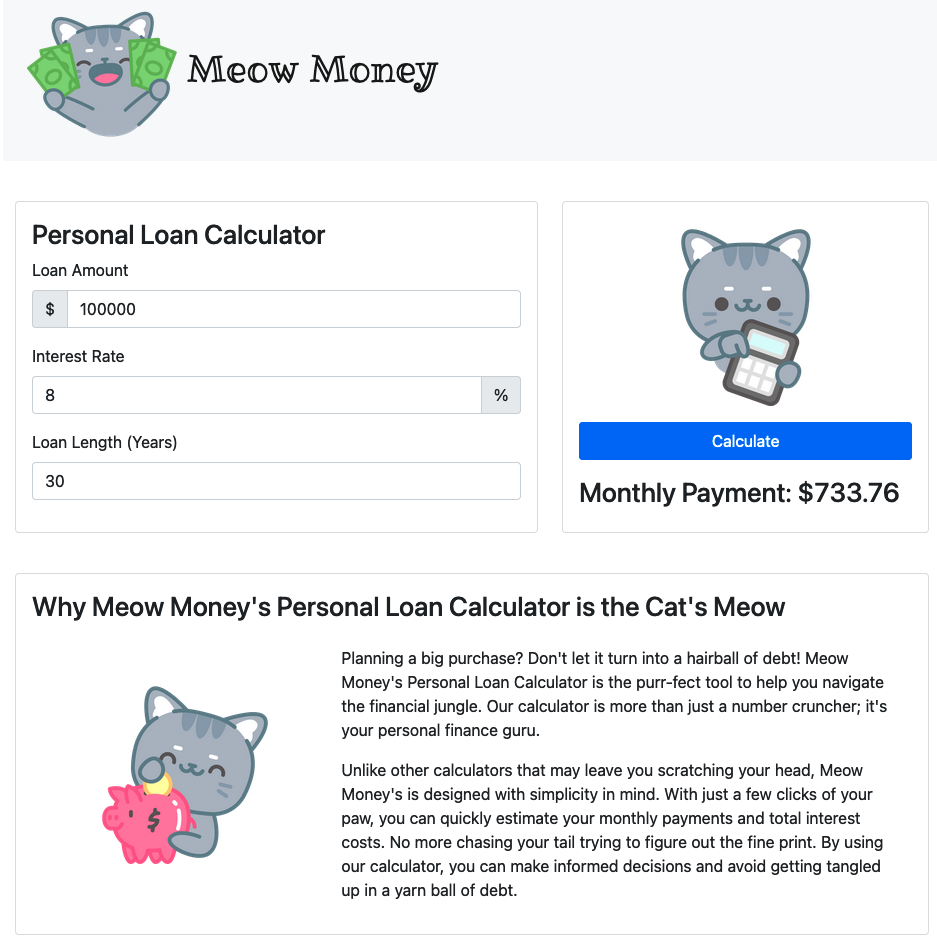 Meow Money
Personal Loan Calculator
Loan Amount
$ 100000
Interest Rate
8 %
Loan Length (Years)
30
Calculate
Monthly Payment: $733.76
Why Meow Money's Personal Loan Calculator is the Cat's Meow
Planning a big purchase? Don't let it turn into a hairball of debt! Meow
Money's Personal Loan Calculator is the purr-fect tool to help you navigate
the financial jungle. Our calculator is more than just a number cruncher; it's
your personal finance guru.
Unlike other calculators that may leave you scratching your head, Meow
Money's is designed with simplicity in mind. With just a few clicks of your
paw, you can quickly estimate your monthly payments and total interest
costs. No more chasing your tail trying to figure out the fine print. By using
our calculator, you can make informed decisions and avoid getting tangled
up in a yarn ball of debt.
$